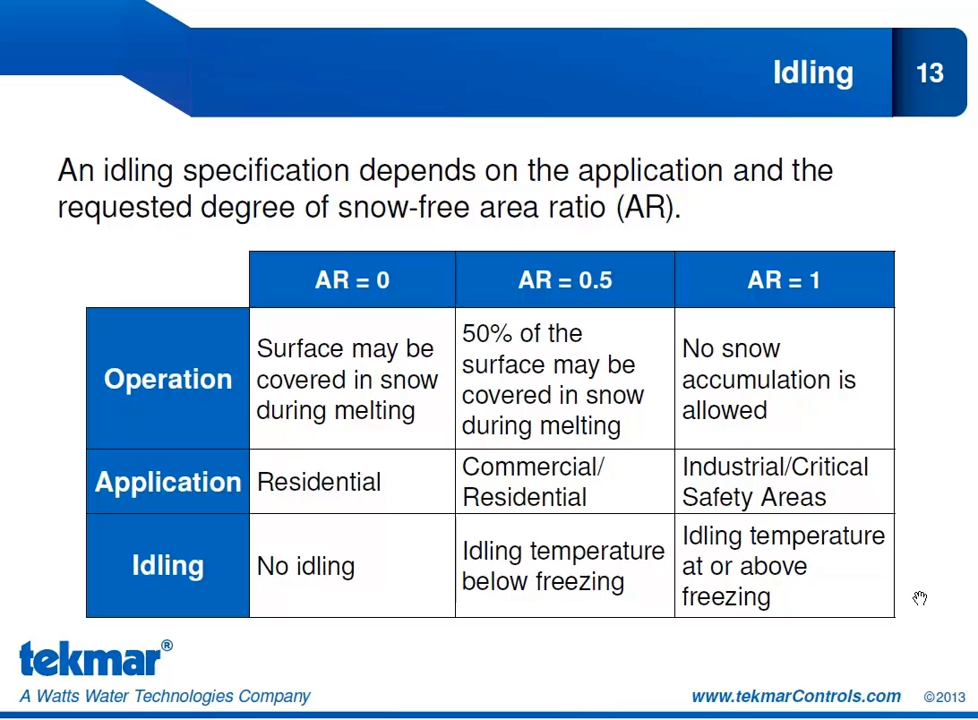 Idling
13
An idling specification depends on the application and the
requested degree of snow-free area ratio (AR).
AR = 0
AR = 0.5
AR = 1
Operation
Surface may be
covered in snow
during melting
50% of the
surface may be
covered in snow
during melting
No snow
accumulation is
allowed
Application
Residential
Commercial/
Residential
Industrial/Critical
Safety Areas
Idling
No idling
Idling temperature
below freezing
Idling temperature
at or above
freezing
tekmar®
A Watts Water Technologies Company
www.tekmarControls.com
©2013